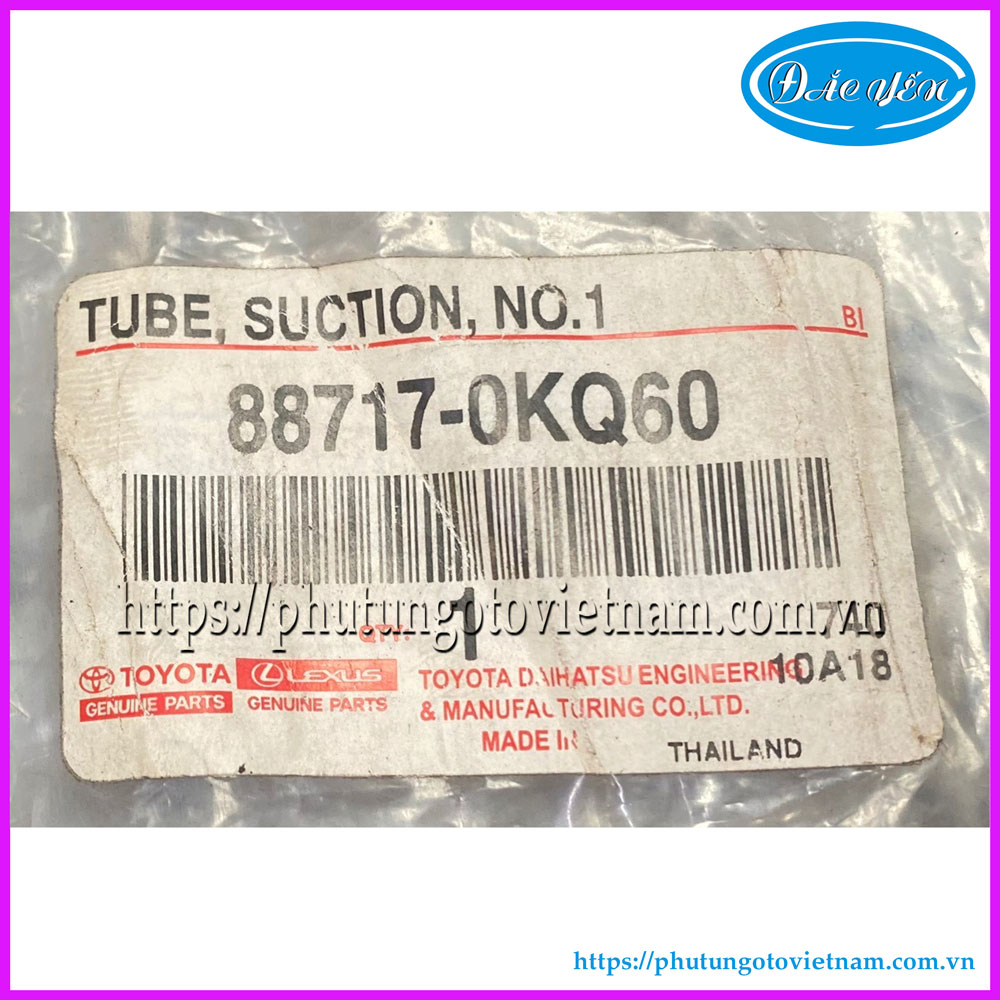 ĐẮC YẾN
TUBE, SUCTION, NO.1
BI
88717-0KQ60
https://phutungotovietnam.com.vn
QTY: 1
740
10A18
TOYOTA
GENUINE PARTS
LEXUS
GENUINE PARTS
TOYOTA DAIHATSU ENGINEERING
& MANUFACTURING CO.,LTD.
MADE IN
THAILAND
https://phutungotovietnam.com.vn